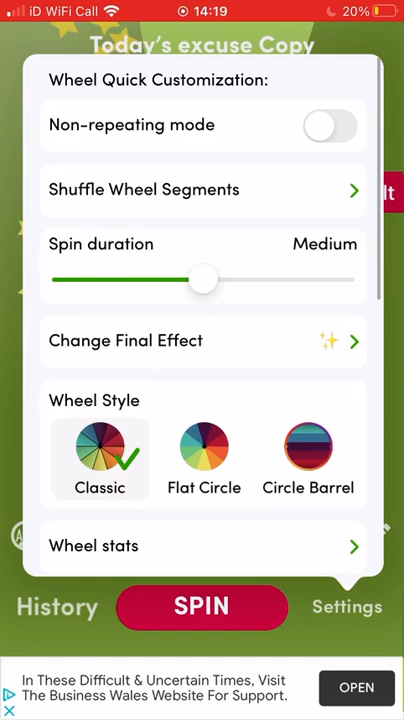 iD WiFi Call
14:19
20%
Today's excuse Copy
Wheel Quick Customization:
Non-repeating mode
lt
Shuffle Wheel Segments
Spin duration
Medium
Change Final Effect
Wheel Style
Classic
Flat Circle
Circle Barrel
Wheel stats
History
SPIN
Settings
In These Difficult & Uncertain Times, Visit
The Business Wales Website For Support.
OPEN